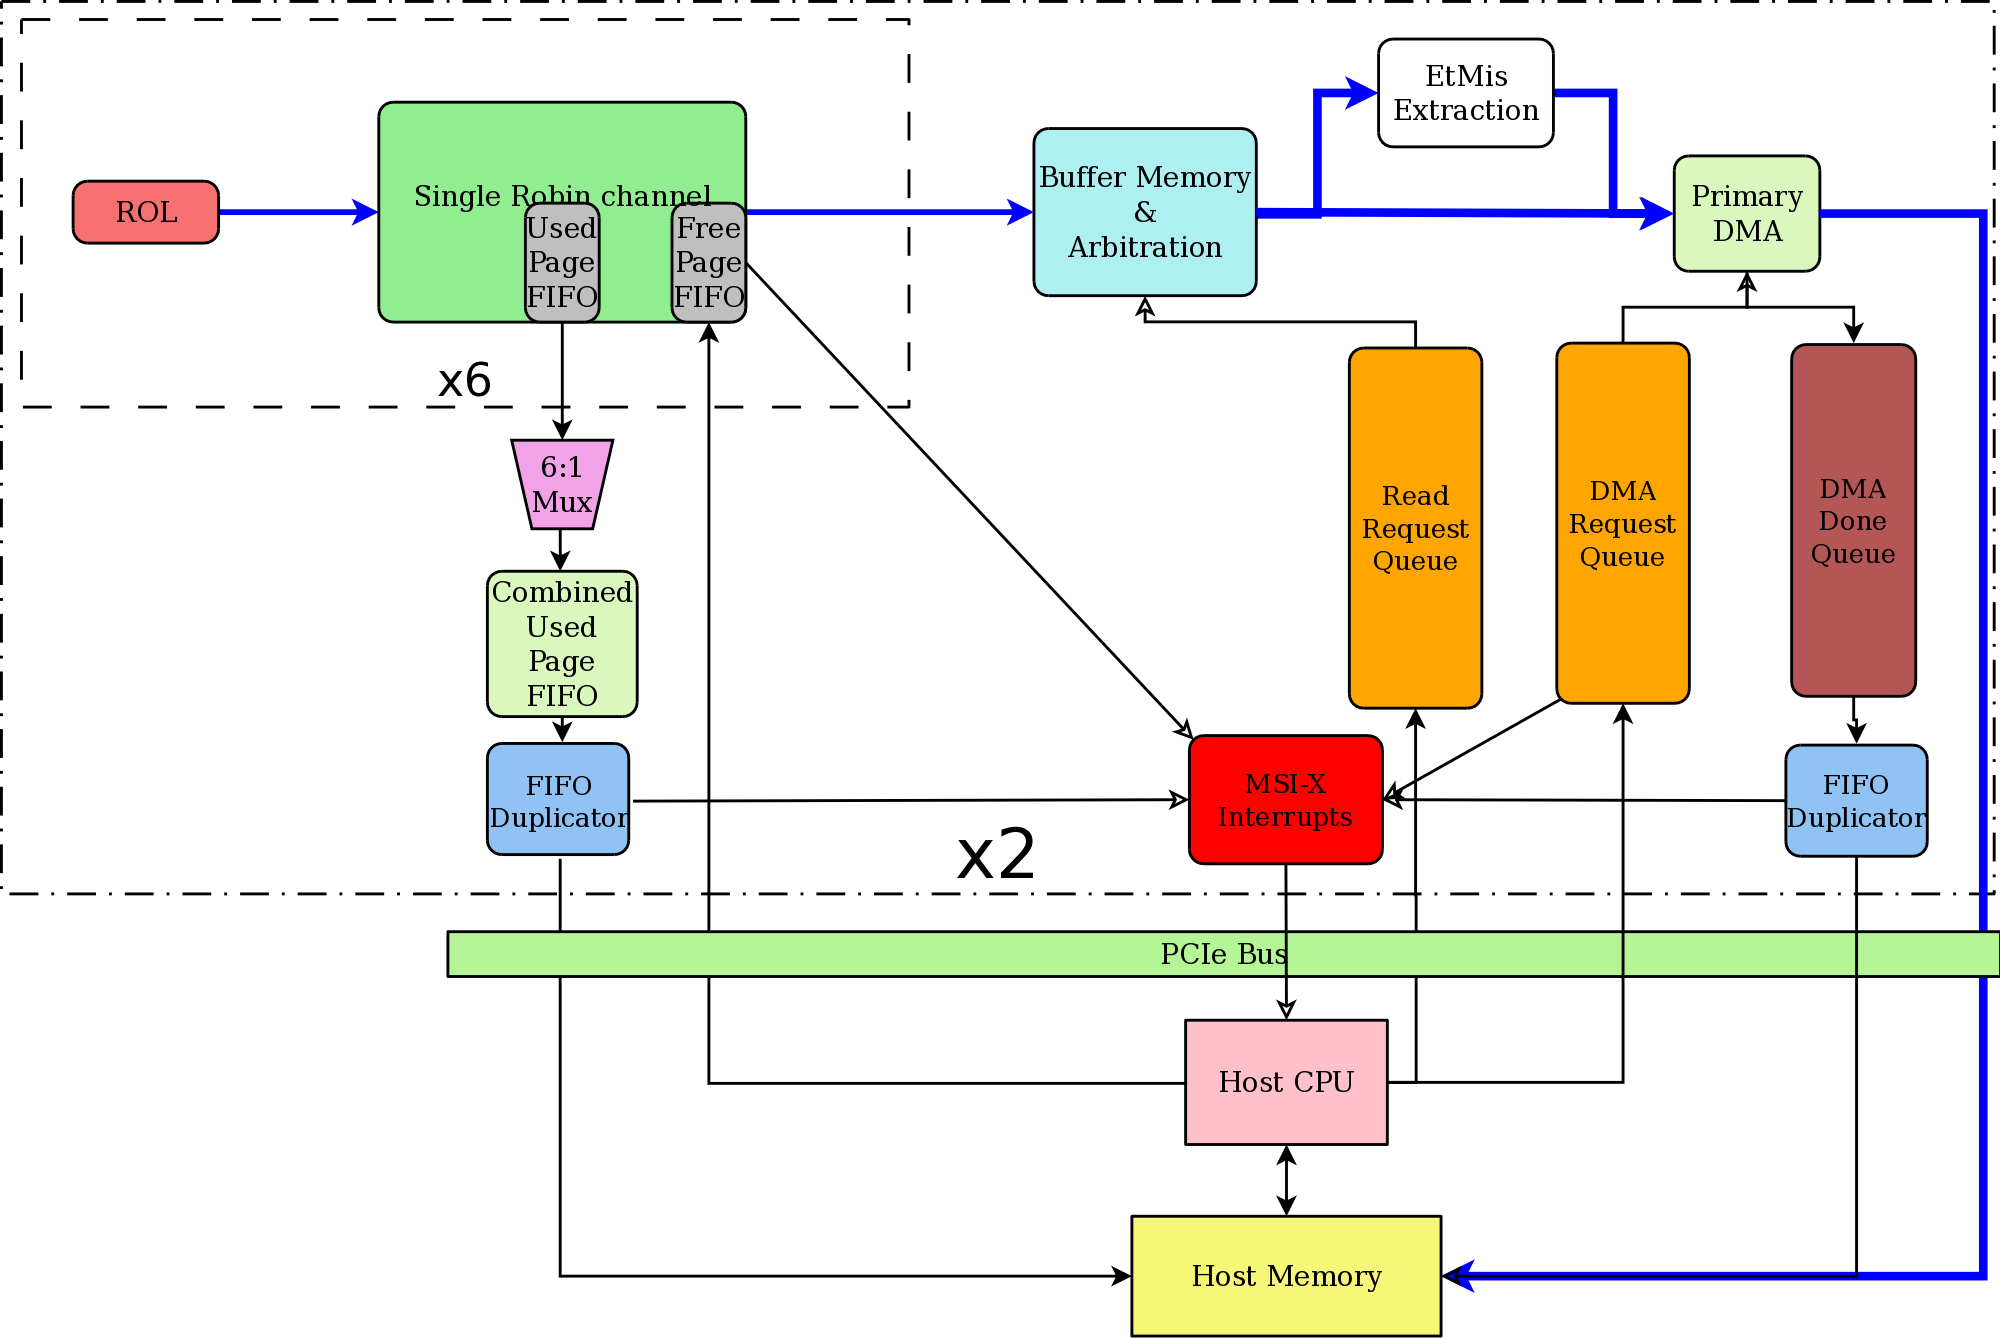 EtMis
Extraction
ROL
Single Robin channel
Used
Page
FIFO
Free
Page
FIFO
Buffer Memory
&
Arbitration
Primary
DMA
x6
6:1
Mux
Combined
Used
Page
FIFO
FIFO
Duplicator
Read
Request
Queue
DMA
Request
Queue
DMA
Done
Queue
MSI-X
Interrupts
FIFO
Duplicator
x2
PCIe Bus
Host CPU
Host Memory